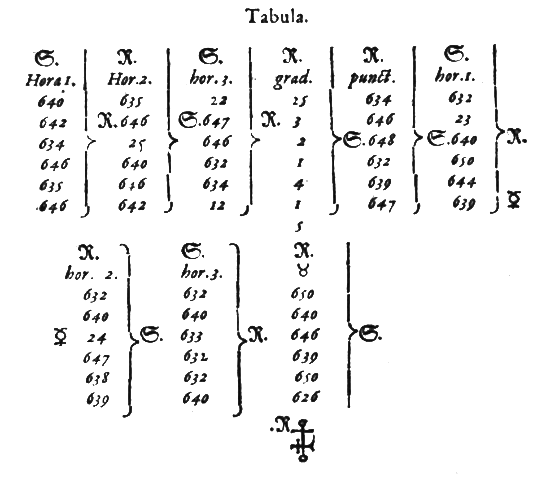 Tabula.
S. R. S. R. R. S.
Hora 1. Hor. 2. hor. 3. grad. punct. hor. 1.
640 635 22 25 634 632
642 R. 646 S. 647 R. 3 646 23
634 25 646 2 S. 648 S. 640 R.
646 640 632 1 632 650
635 646 634 4 639 644
.646 642 12 1 647 639 ☿
5
R. S. R.
hor. 2. hor. 3. ♉
632 632 650
640 640 640
☿ 24 S. 633 R. 646 S.
647 632 639
638 632 650
639 640 626
.R.